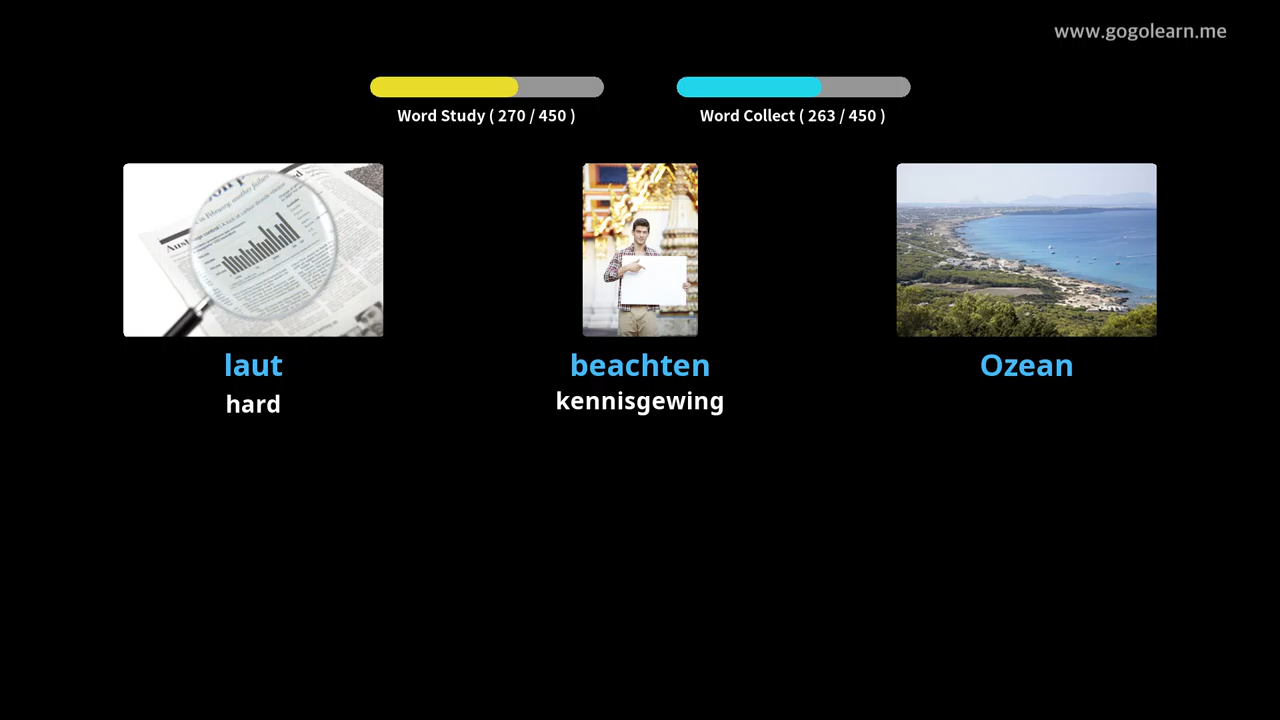 www.gogolearn.me
Word Study ( 270 / 450 )
Word Collect ( 263 / 450 )
laut
hard
beachten
kennisgewing
Ozean